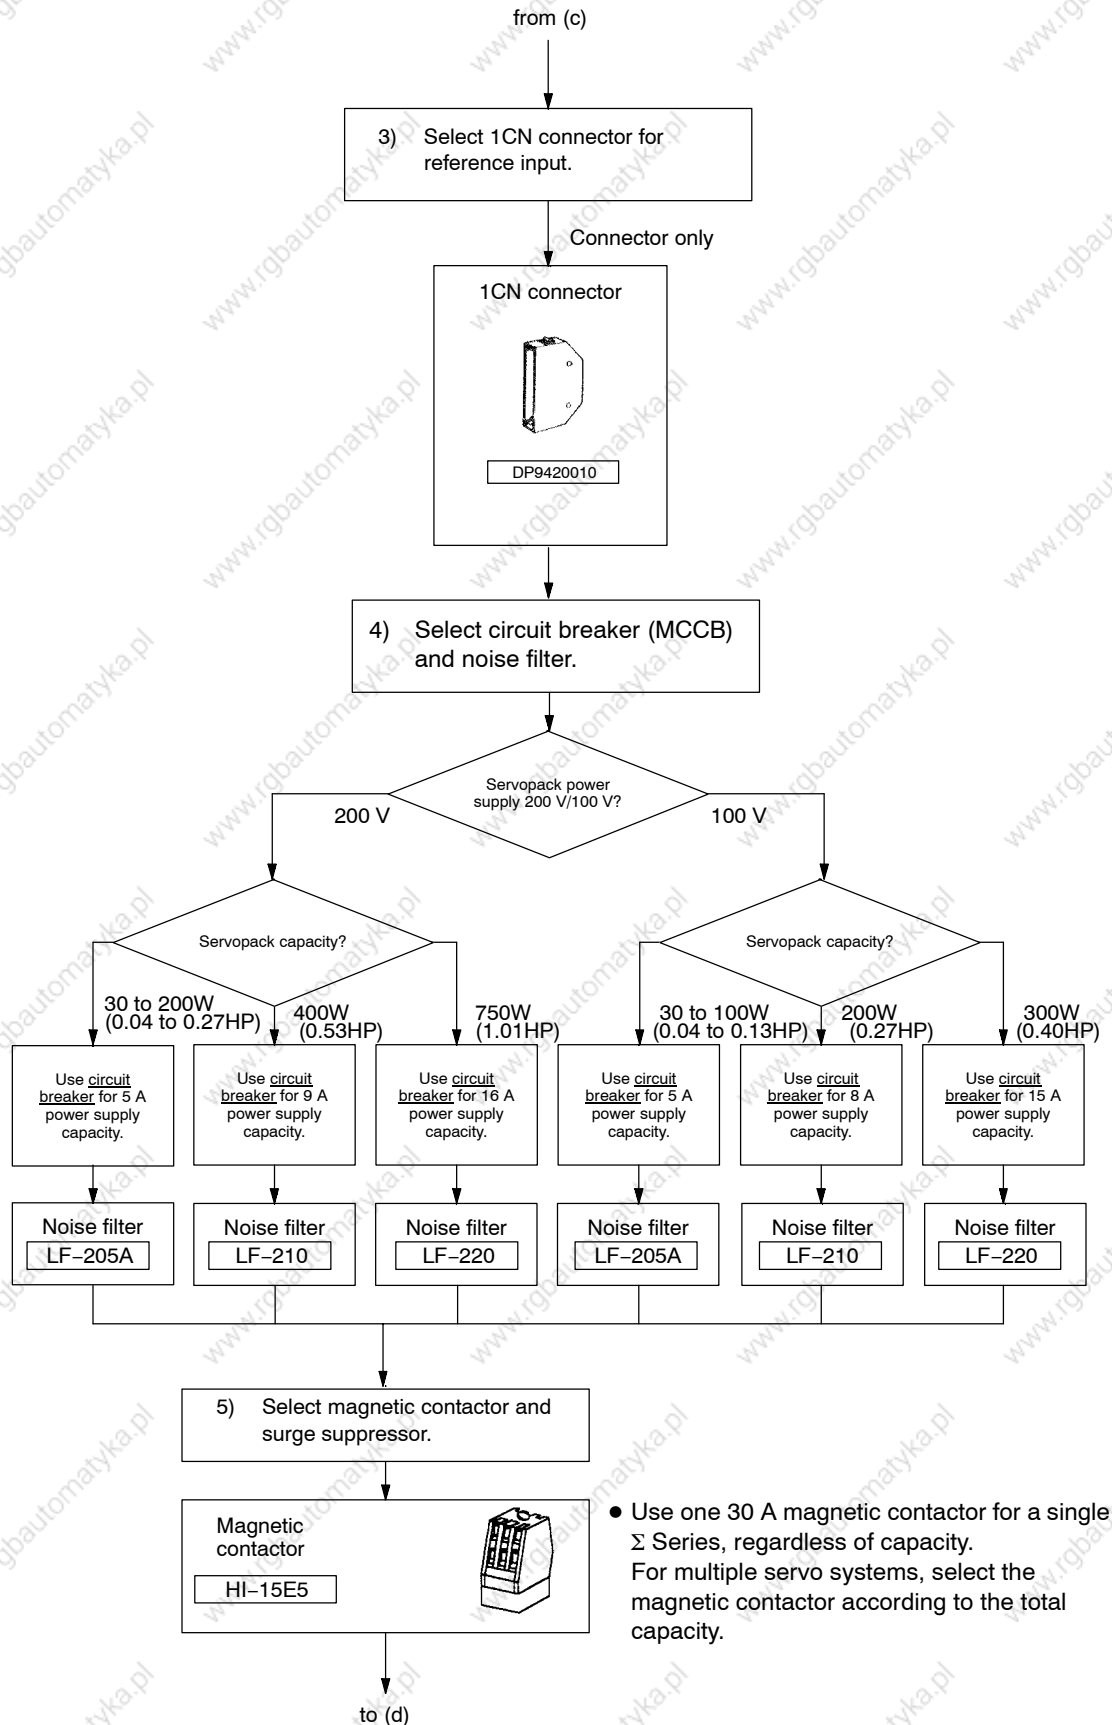 from (c)
3) Select 1CN connector for
reference input.
Connector only
1CN connector
DP9420010
4) Select circuit breaker (MCCB)
and noise filter.
Servopack power
supply 200 V/100 V?
200 V
100 V
Servopack capacity?
Servopack capacity?
30 to 200W
(0.04 to 0.27HP)
400W
(0.53HP)
750W
(1.01HP)
30 to 100W
(0.04 to 0.13HP)
200W
(0.27HP)
300W
(0.40HP)
Use circuit
breaker for 5 A
power supply
capacity.
Use circuit
breaker for 9 A
power supply
capacity.
Use circuit
breaker for 16 A
power supply
capacity.
Use circuit
breaker for 5 A
power supply
capacity.
Use circuit
breaker for 8 A
power supply
capacity.
Use circuit
breaker for 15 A
power supply
capacity.
Noise filter
LF−205A
Noise filter
LF−210
Noise filter
LF−220
Noise filter
LF−205A
Noise filter
LF−210
Noise filter
LF−220
5) Select magnetic contactor and
surge suppressor.
Magnetic
contactor
HI−15E5
● Use one 30 A magnetic contactor for a single
Σ Series, regardless of capacity.
For multiple servo systems, select the
magnetic contactor according to the total
capacity.
to (d)
www.rgbautomatyka.pl